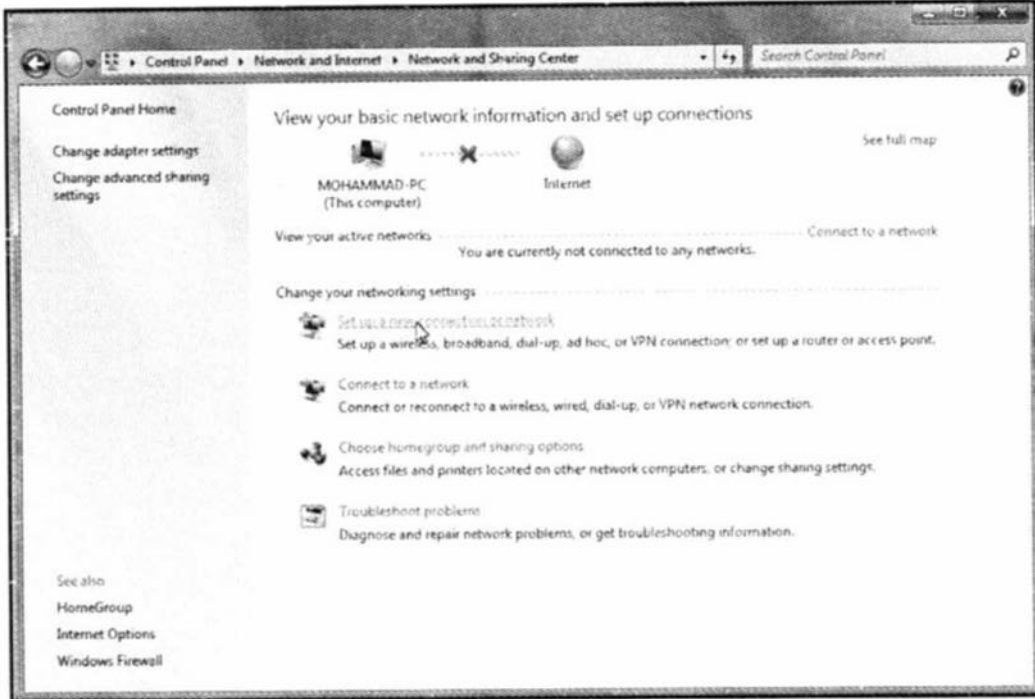 Control Panel ▸ Network and Internet ▸ Network and Sharing Center
Search Control Panel
Control Panel Home
Change adapter settings
Change advanced sharing
settings
View your basic network information and set up connections
See full map
MOHAMMAD-PC
(This computer)
Internet
View your active networks
Connect to a network
You are currently not connected to any networks.
Change your networking settings
Set up a new connection or network
Set up a wireless, broadband, dial-up, ad hoc, or VPN connection; or set up a router or access point.
Connect to a network
Connect or reconnect to a wireless, wired, dial-up, or VPN network connection.
Choose homegroup and sharing options
Access files and printers located on other network computers, or change sharing settings.
Troubleshoot problems
Diagnose and repair network problems, or get troubleshooting information.
See also
HomeGroup
Internet Options
Windows Firewall